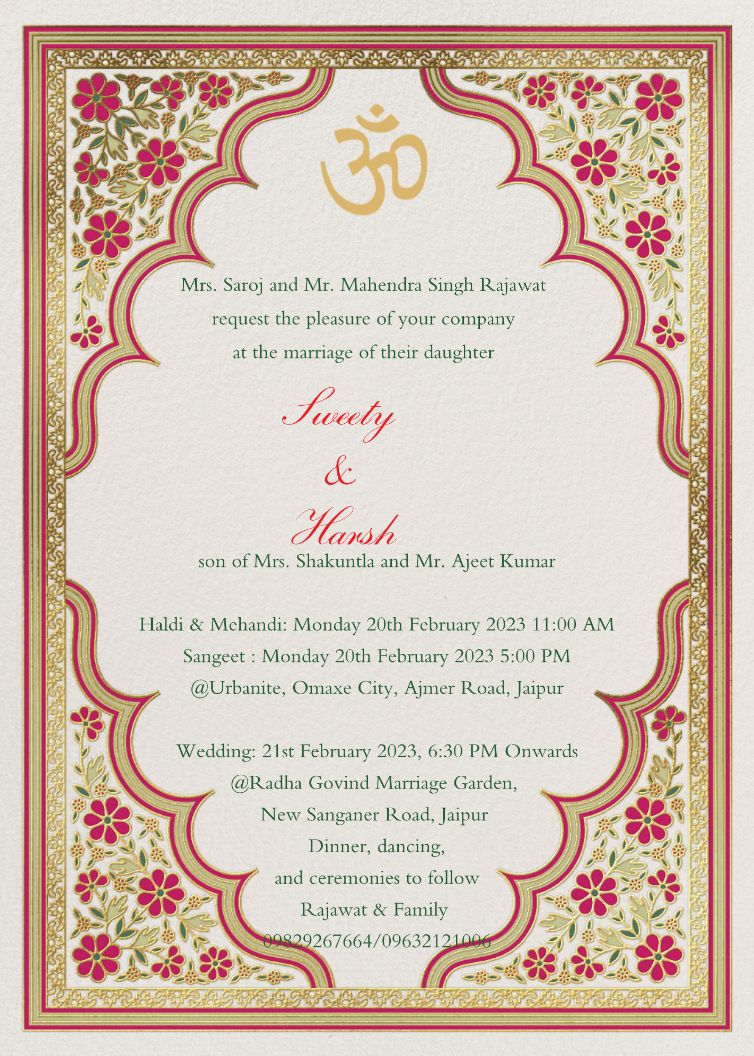 ॐ
Mrs. Saroj and Mr. Mahendra Singh Rajawat
request the pleasure of your company
at the marriage of their daughter
Sweety
&
Harsh
son of Mrs. Shakuntla and Mr. Ajeet Kumar
Haldi & Mehandi: Monday 20th February 2023 11:00 AM
Sangeet : Monday 20th February 2023 5:00 PM
@Urbanite, Omaxe City, Ajmer Road, Jaipur
Wedding: 21st February 2023, 6:30 PM Onwards
@Radha Govind Marriage Garden,
New Sanganer Road, Jaipur
Dinner, dancing,
and ceremonies to follow
Rajawat & Family
09829267664/09632121006